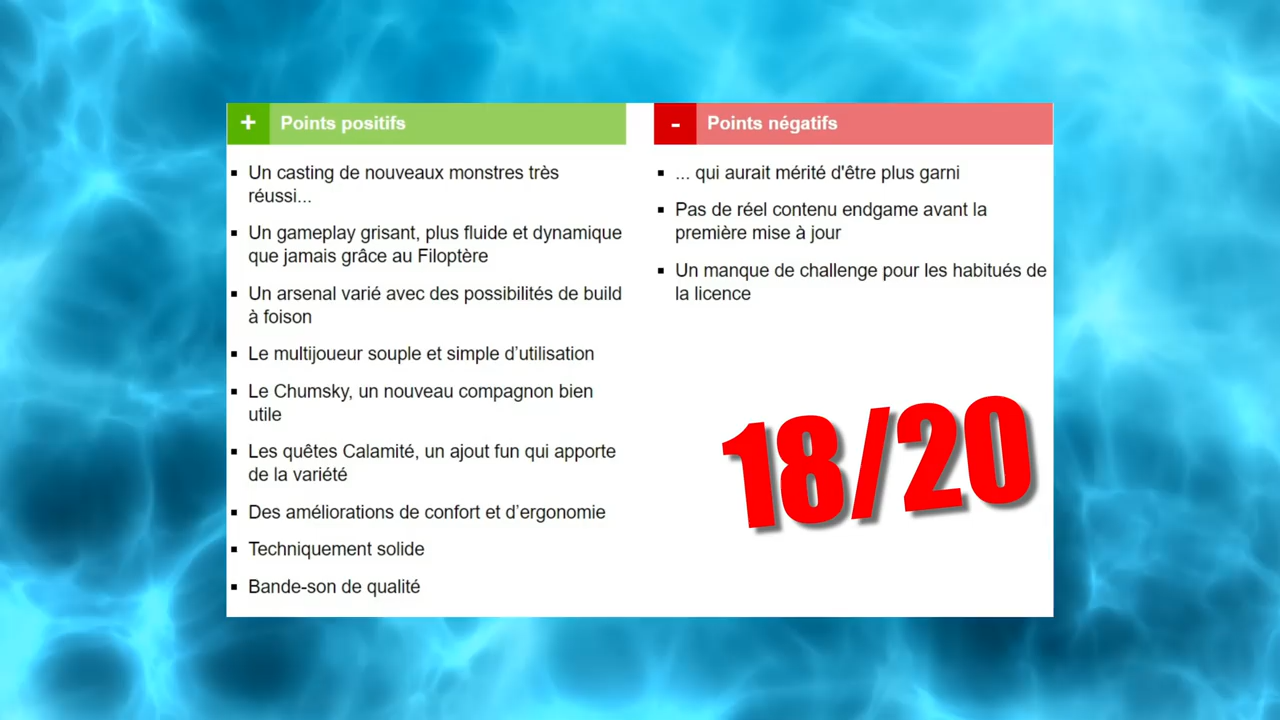 + Points positifs
Un casting de nouveaux monstres très
réussi...
Un gameplay grisant, plus fluide et dynamique
que jamais grâce au Filoptère
Un arsenal varié avec des possibilités de build
à foison
Le multijoueur souple et simple d’utilisation
Le Chumsky, un nouveau compagnon bien
utile
Les quêtes Calamité, un ajout fun qui apporte
de la variété
Des améliorations de confort et d’ergonomie
Techniquement solide
Bande-son de qualité
- Points négatifs
... qui aurait mérité d'être plus garni
Pas de réel contenu endgame avant la
première mise à jour
Un manque de challenge pour les habitués de
la licence
18/20